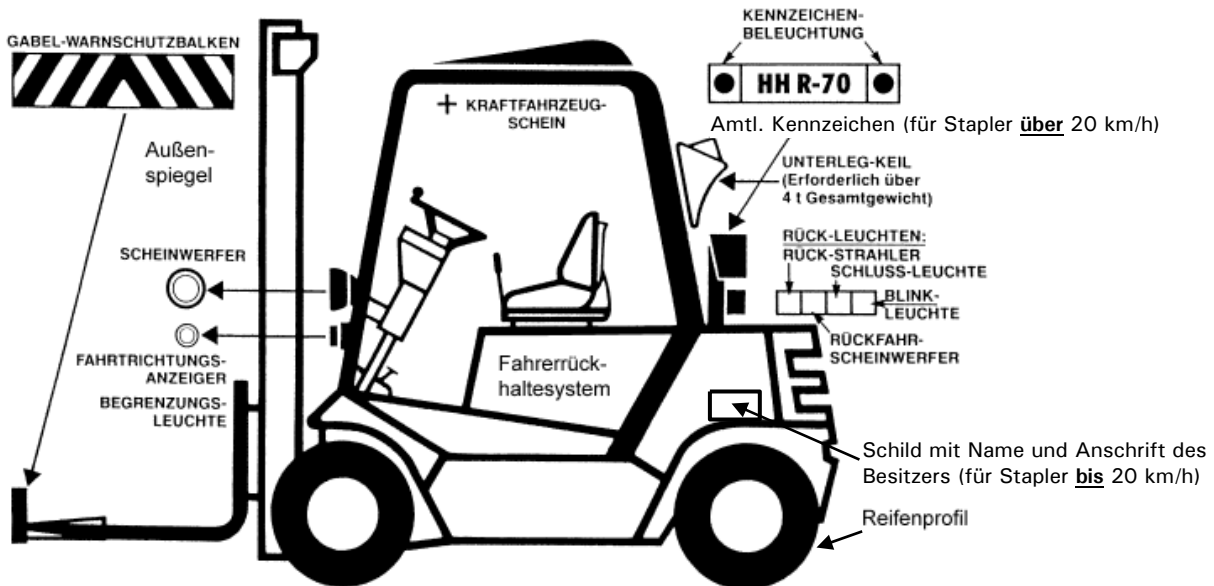 GABEL-WARNSCHUTZBALKEN
Außen-
spiegel
SCHEINWERFER
FAHRTRICHTUNGS-
ANZEIGER
BEGRENZUNGS-
LEUCHTE
+ KRAFTFAHRZEUG-
SCHEIN
Fahrerrück-
haltesystem
KENNZEICHEN-
BELEUCHTUNG
HH R-70
Amtl. Kennzeichen (für Stapler über 20 km/h)
UNTERLEG-KEIL
(Erforderlich über
4 t Gesamtgewicht)
RÜCK-LEUCHTEN:
RÜCK-STRAHLER
SCHLUSS-LEUCHTE
BLINK-
LEUCHTE
RÜCKFAHR-
SCHEINWERFER
Schild mit Name und Anschrift des
Besitzers (für Stapler bis 20 km/h)
Reifenprofil